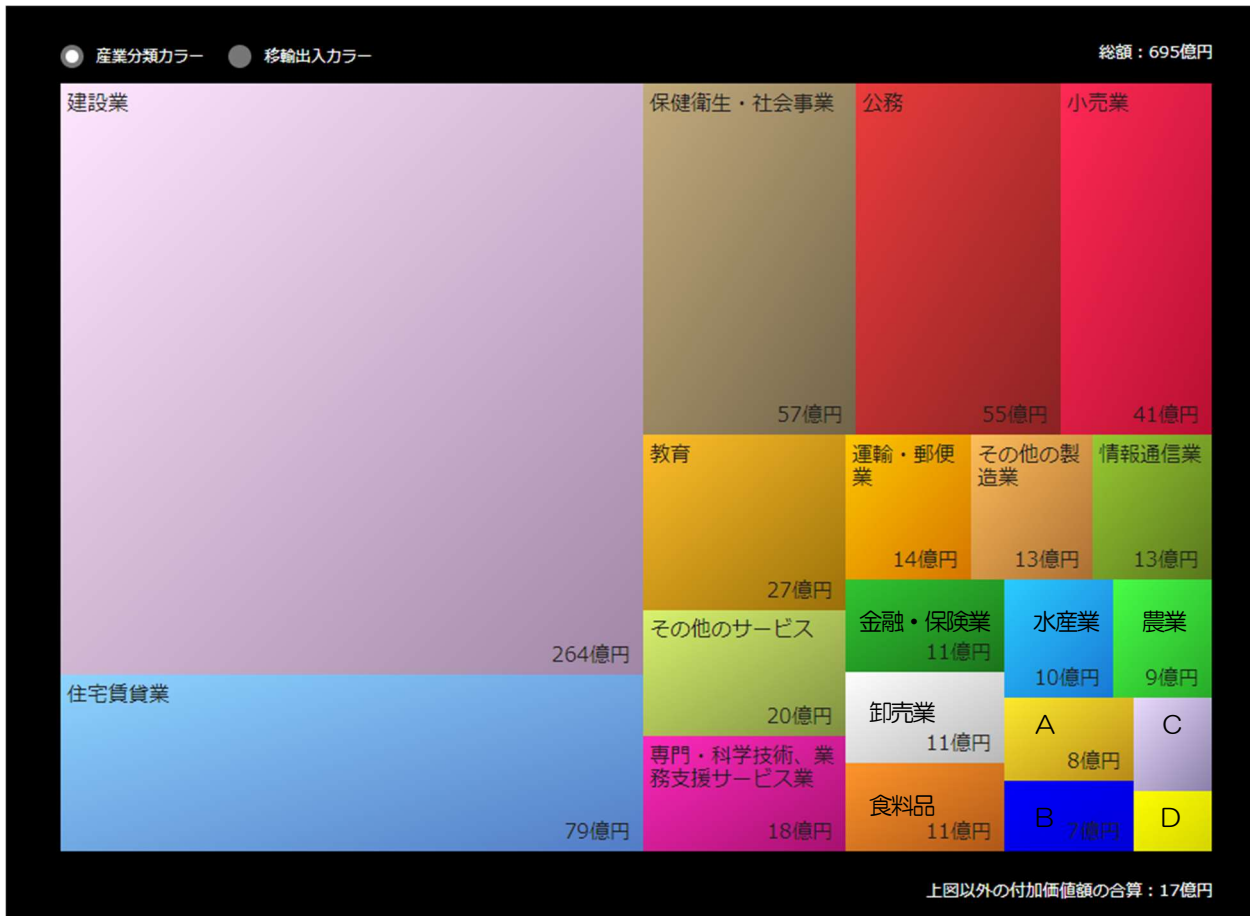 産業分類カラー 移輸出入カラー 総額：695億円
建設業
264億円
住宅賃貸業
79億円
保健衛生・社会事業
57億円
公務
55億円
小売業
41億円
教育
27億円
運輸・郵便
業
14億円
その他の製
造業
13億円
情報通信業
13億円
その他のサービス
20億円
専門・科学技術、業
務支援サービス業
18億円
金融・保険業
11億円
水産業
10億円
農業
9億円
卸売業
11億円
食料品
11億円
A
8億円
B 7億円
C
D
上図以外の付加価値額の合算：17億円